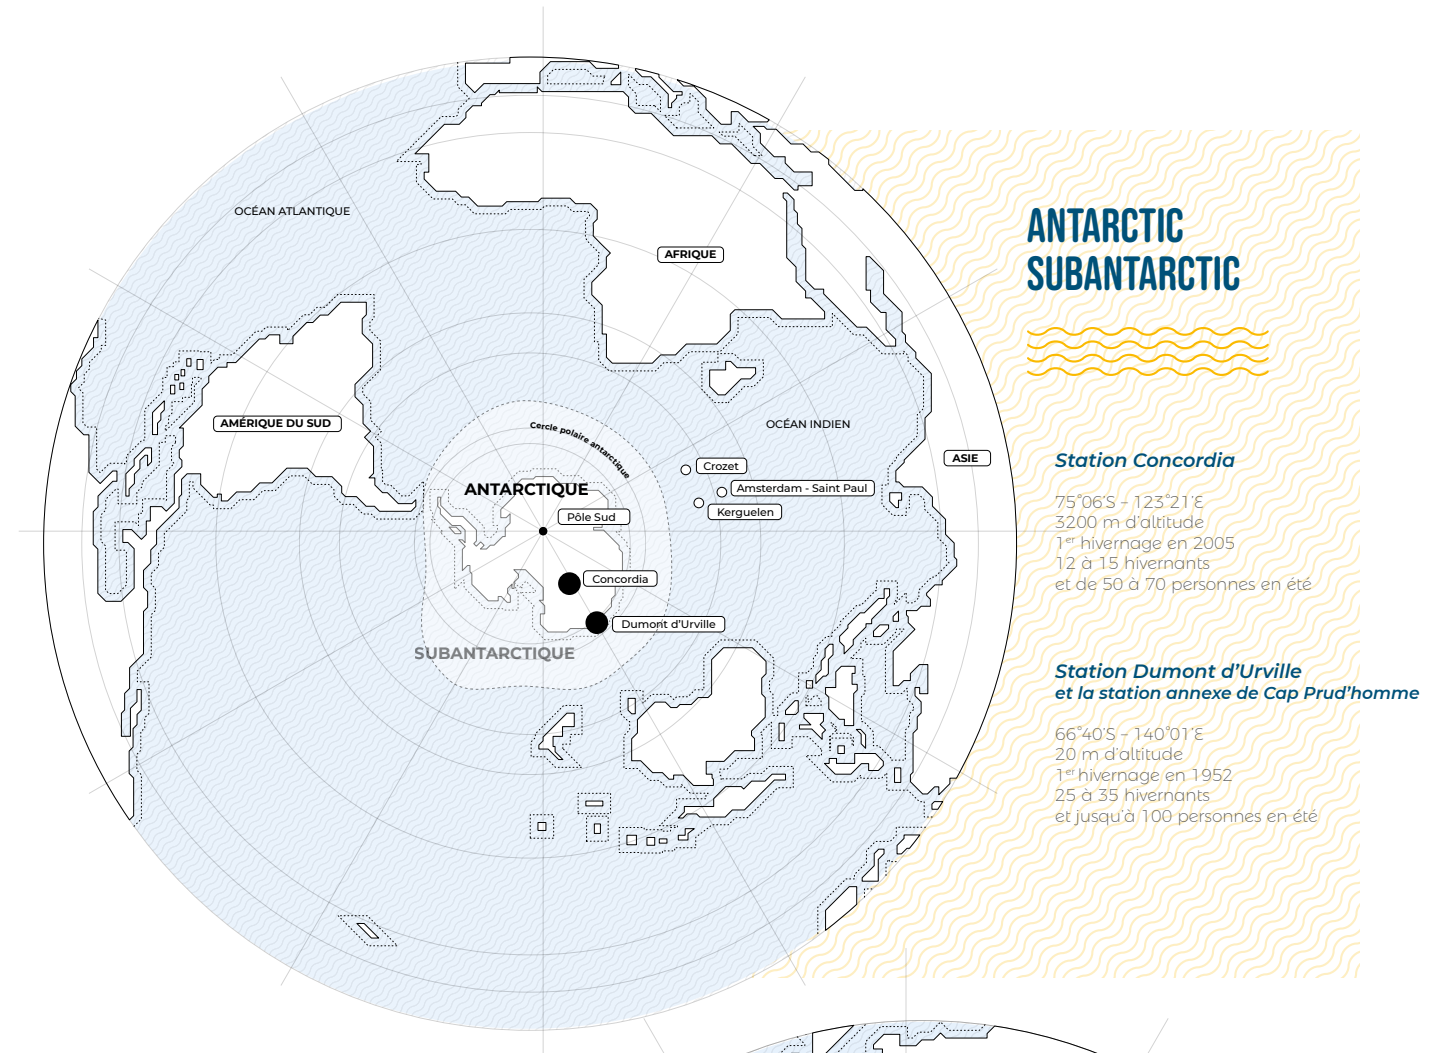 OCÉAN ATLANTIQUE
AFRIQUE
AMÉRIQUE DU SUD
OCÉAN INDIEN
Cercle polaire antarctique
ASIE
Crozet
Amsterdam - Saint Paul
Kerguelen
ANTARCTIQUE
Pôle Sud
Concordia
Dumont d'Urville
SUBANTARCTIQUE
ANTARCTIC
SUBANTARCTIC
Station Concordia
75°06'S – 123°21'E
3200 m d'altitude
1er hivernage en 2005
12 à 15 hivernants
et de 50 à 70 personnes en été
Station Dumont d'Urville
et la station annexe de Cap Prud'homme
66°40'S – 140°01'E
20 m d'altitude
1er hivernage en 1952
25 à 35 hivernants
et jusqu'à 100 personnes en été